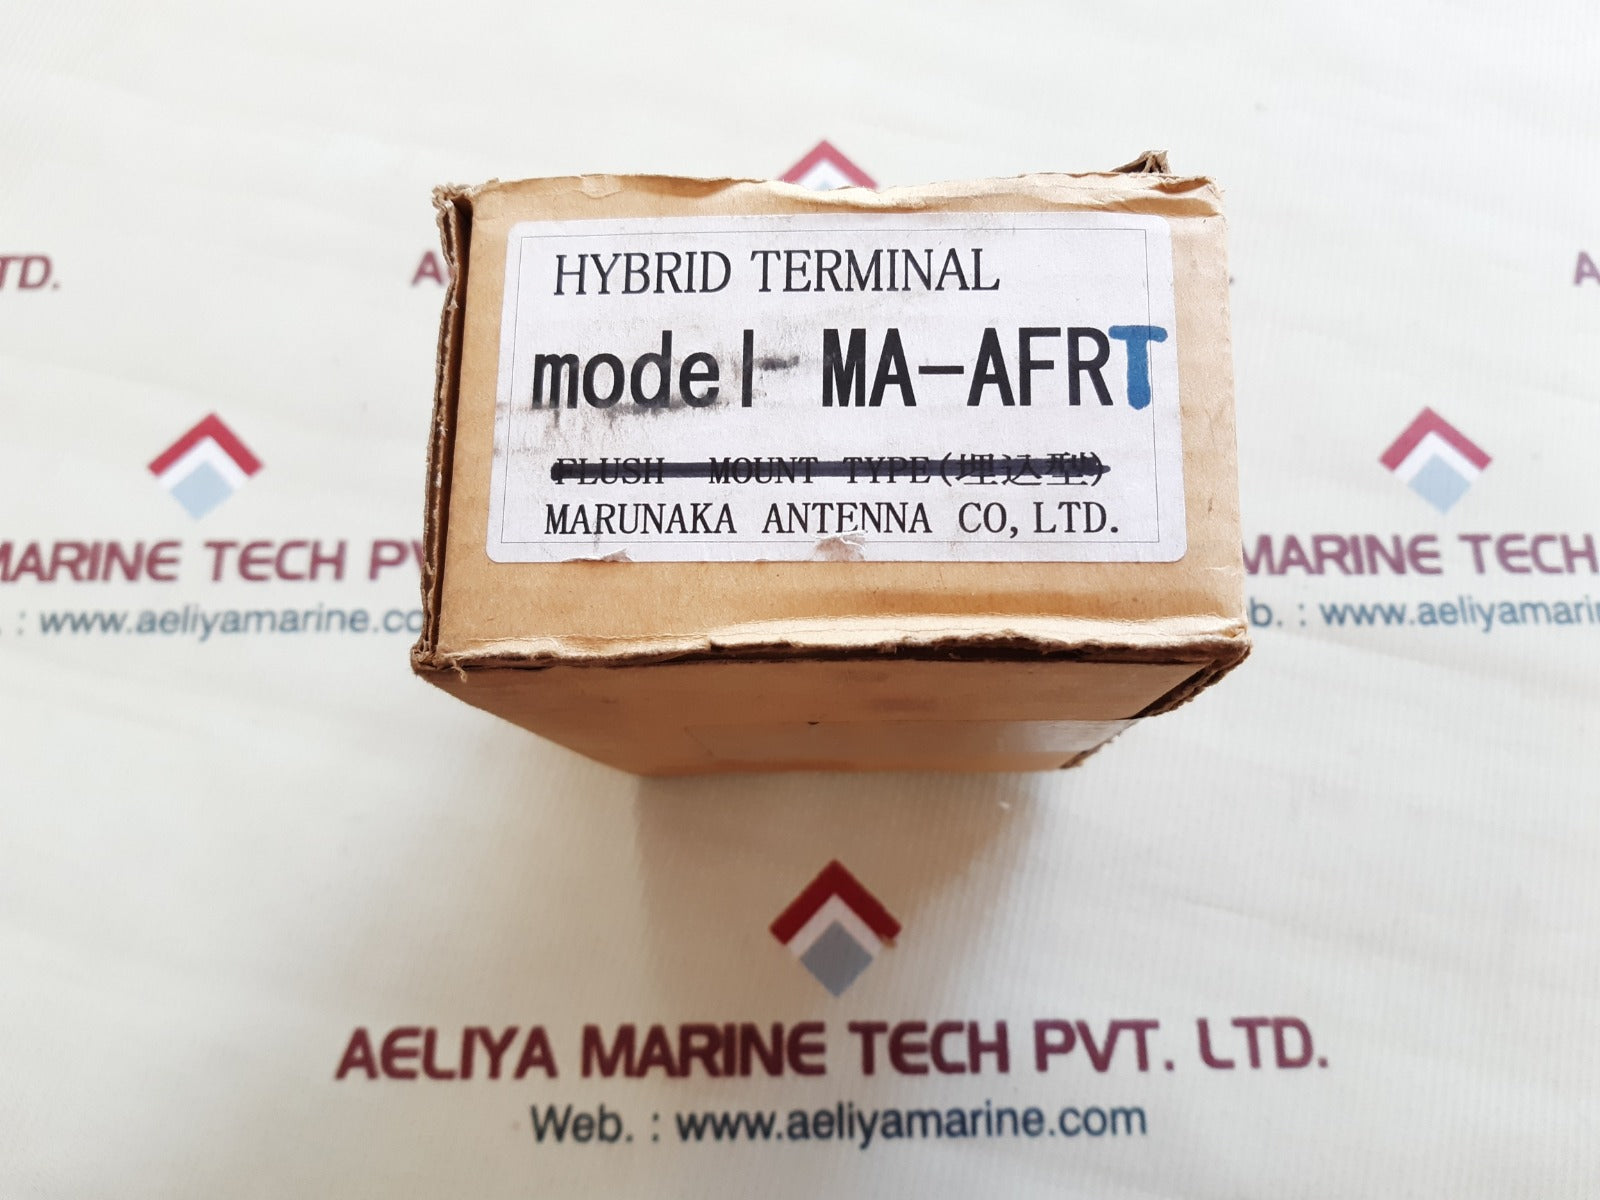 HYBRID TERMINAL
model MA-AFRT
FLUSH MOUNT TYPE(埋込型)
MARUNAKA ANTENNA CO,LTD.
TD.
A
A
MARINE TECH PV
: www.aeliyamarine.co
MARINE TECH
b. : www.aeliyamarin
AELIYA MARINE TECH PVT. LTD.
Web. : www.aeliyamarine.com